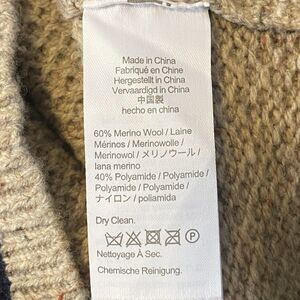 Made in China
Fabriqué en Chine
Hergestellt in China
Vervaardigd in China
中国製
hecho en china
60% Merino Wool / Laine
Mérinos / Merinowolle /
Merinowol / メリノウール /
lana merino
40% Polyamide / Polyamide /
Polyamide / Polyamide /
ナイロン / poliamida
Dry Clean.
P
Nettoyage À Sec.
Chemische Reinigung.